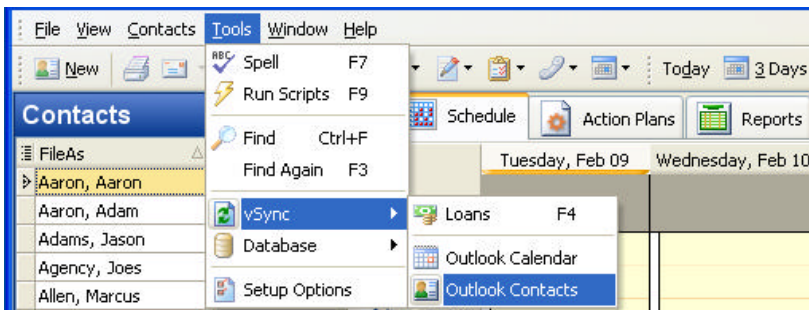 File View Contacts Tools Window Help
New Today 3 Days
ABC Spell F7
Run Scripts F9
Contacts
Schedule Action Plans Reports
Find Ctrl+F
FileAs
Find Again F3
Tuesday, Feb 09 Wednesday, Feb 10
Aaron, Aaron
Aaron, Adam
vSync
Loans F4
Adams, Jason
Database
Outlook Calendar
Agency, Joes
Allen, Marcus
Setup Options
Outlook Contacts